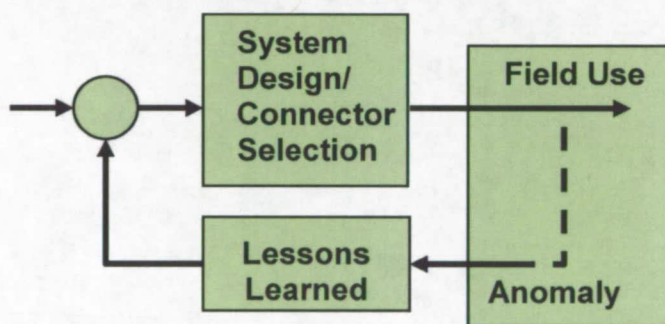 System
Design/
Connector
Selection
Field Use
Lessons
Learned
Anomaly